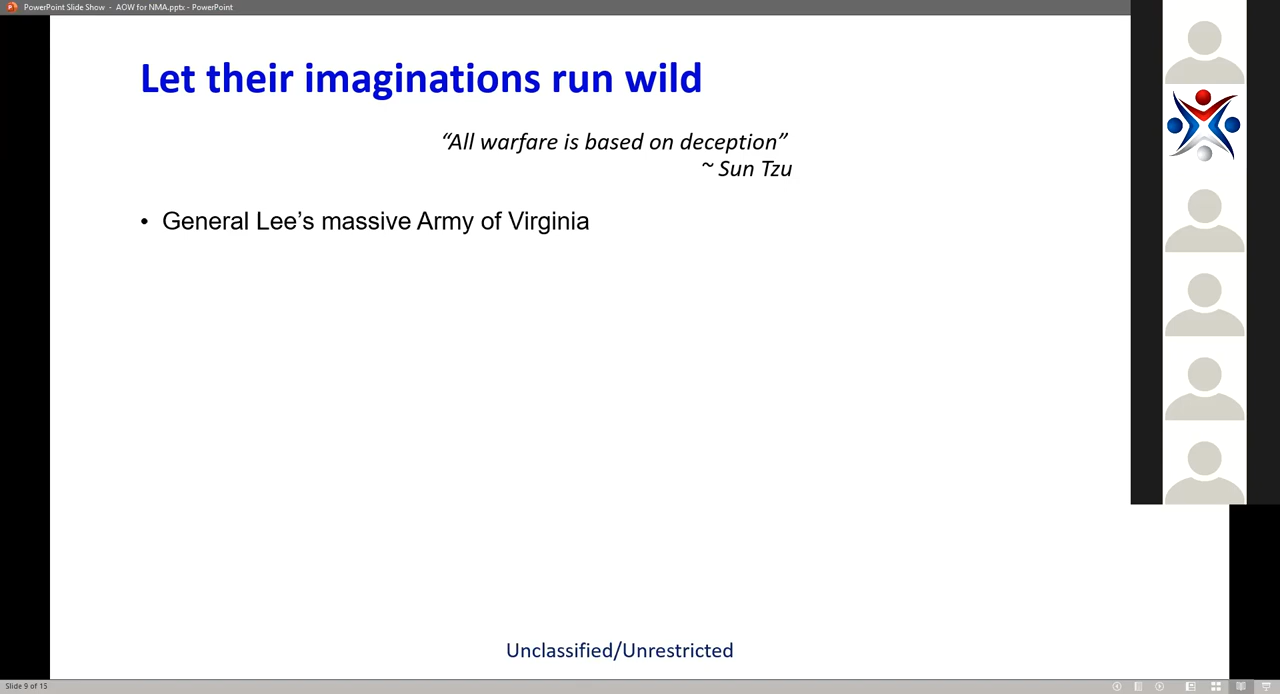 PowerPoint Slide Show - AOW for NMA.pptx - PowerPoint
Let their imaginations run wild
“All warfare is based on deception”
~ Sun Tzu
• General Lee’s massive Army of Virginia
Unclassified/Unrestricted
Slide 9 of 15